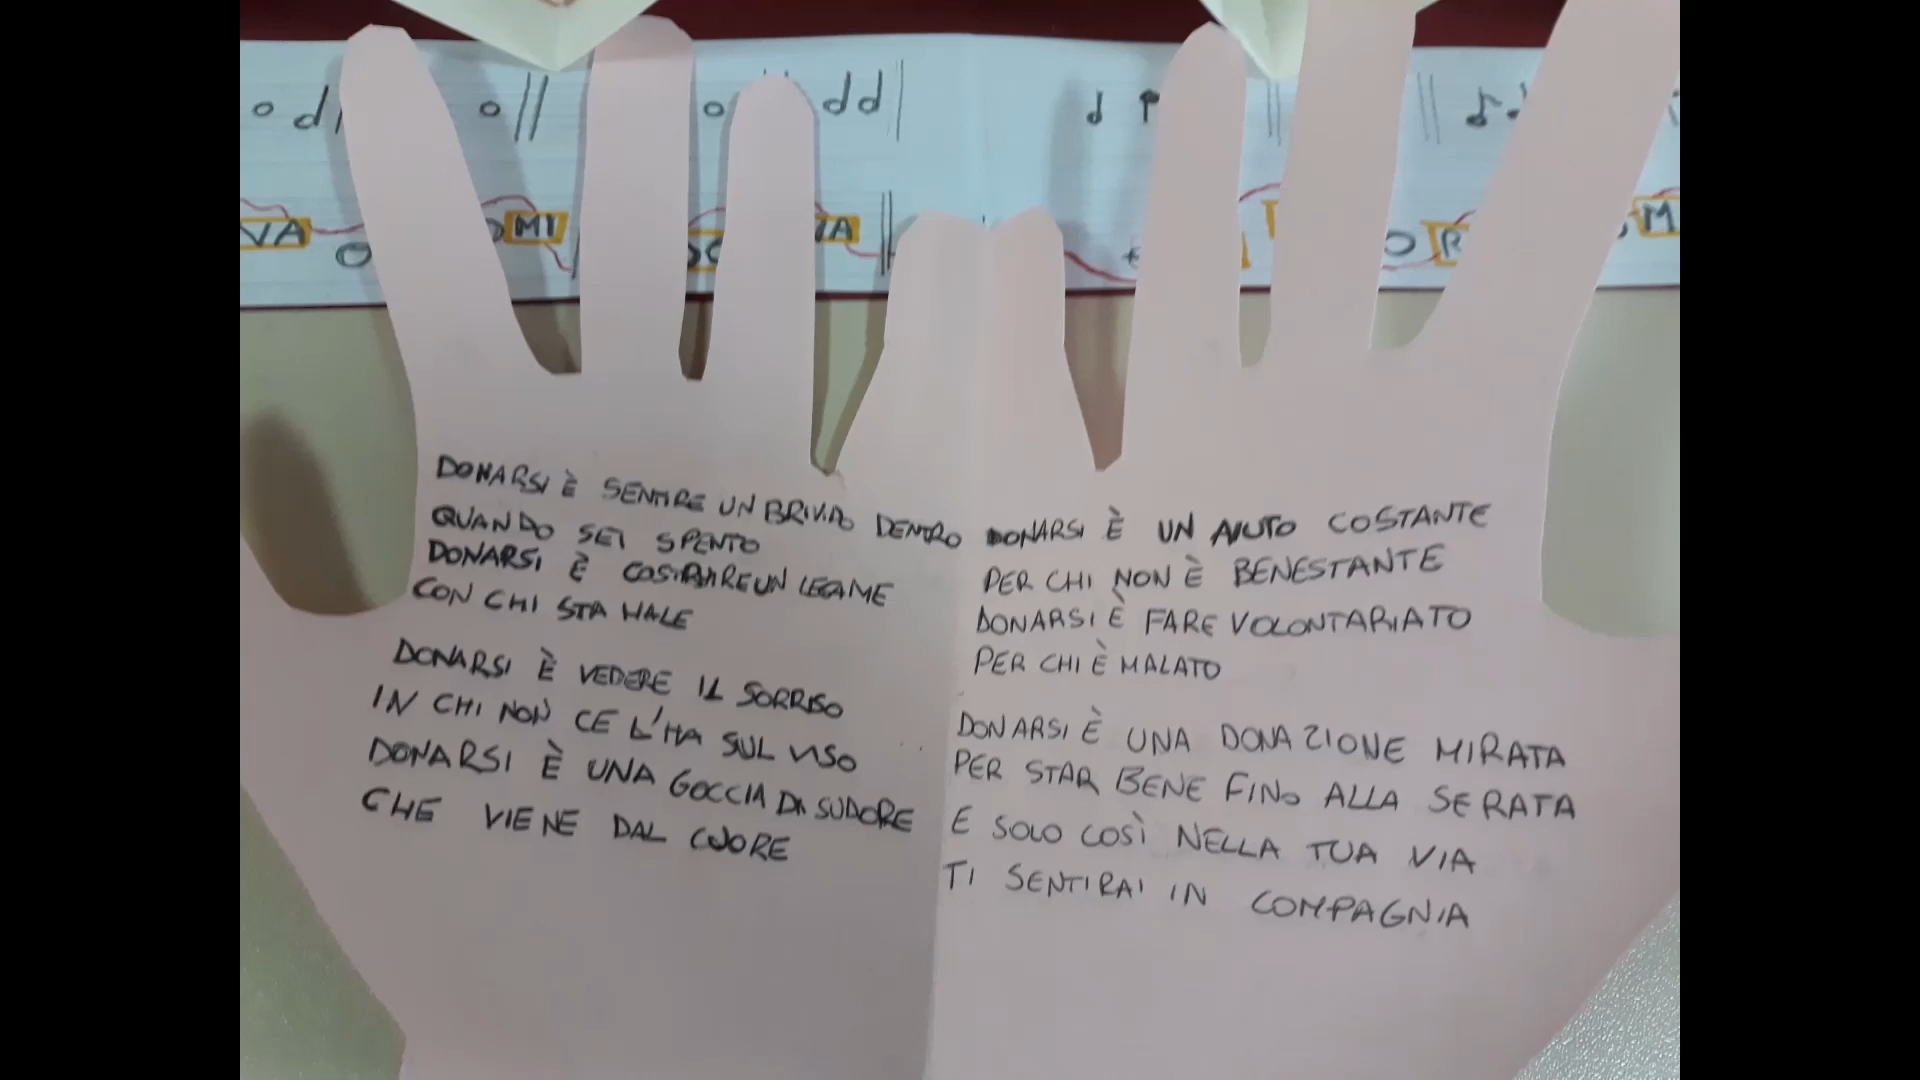 VA
MI
DONARSI È SENTIRE UN BRIVIDO DENTRO
QUANDO SEI SPENTO
DONARSI È COSTRUIRE UN LEGAME
CON CHI STA MALE
DONARSI È VEDERE IL SORRISO
IN CHI NON CE L'HA SUL VISO
DONARSI È UNA GOCCIA DI SUDORE
CHE VIENE DAL CUORE
DONARSI È UN AIUTO COSTANTE
PER CHI NON È BENESTANTE
DONARSI È FARE VOLONTARIATO
PER CHI È MALATO
DONARSI È UNA DONAZIONE MIRATA
PER STAR BENE FINO ALLA SERATA
E SOLO COSÌ NELLA TUA VIA
TI SENTIRAI IN COMPAGNIA